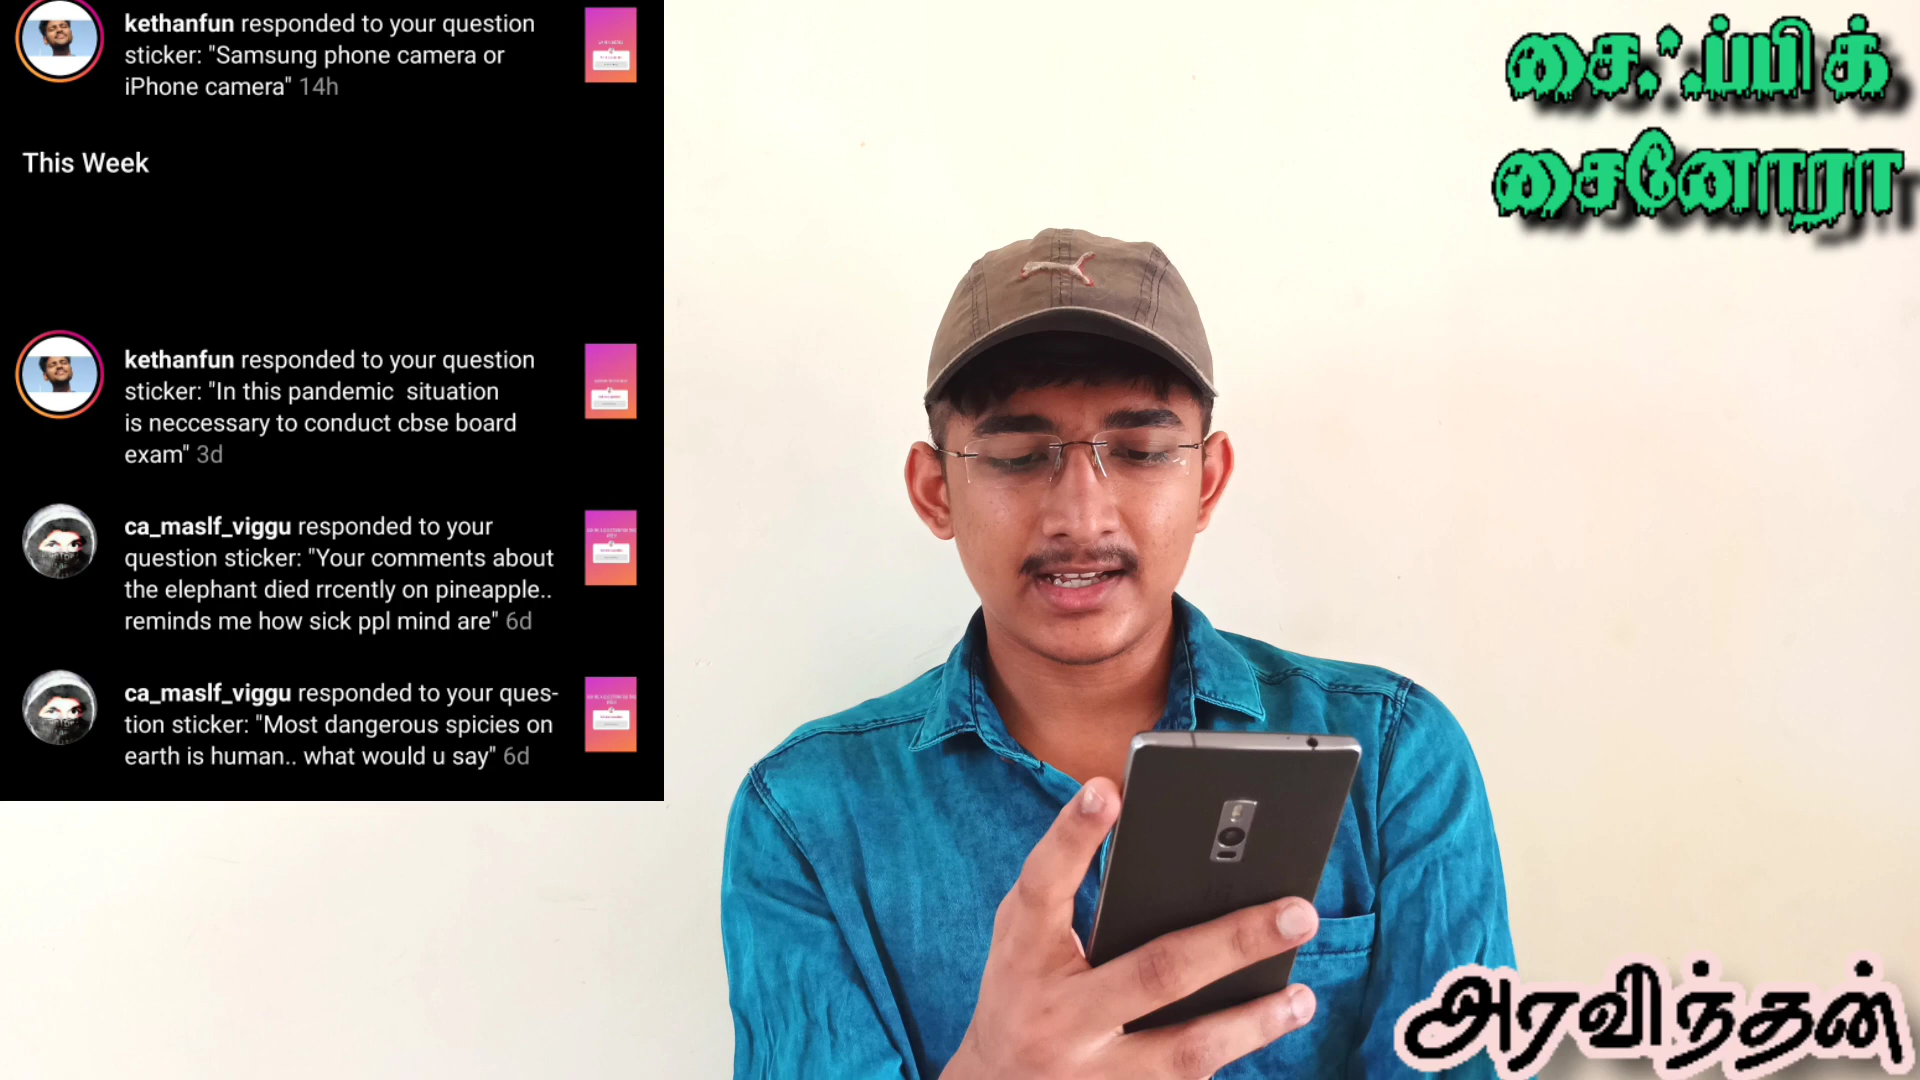 kethanfun responded to your question
sticker: "Samsung phone camera or
iPhone camera" 14h
This Week
kethanfun responded to your question
sticker: "In this pandemic  situation
is neccessary to conduct cbse board
exam" 3d
ca_maslf_viggu responded to your
question sticker: "Your comments about
the elephant died rrcently on pineapple..
reminds me how sick ppl mind are" 6d
ca_maslf_viggu responded to your ques-
tion sticker: "Most dangerous spicies on
earth is human.. what would u say" 6d
சைஃப்பிக்
சைனோரா
அரவிந்தன்